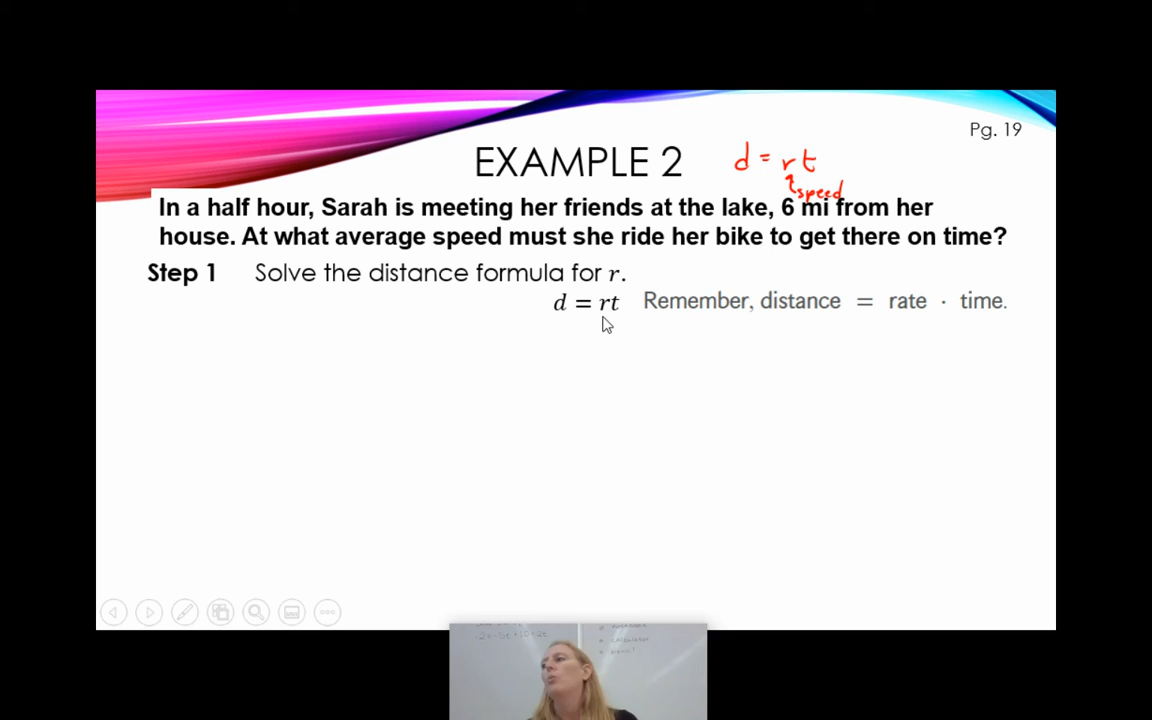 Pg. 19
EXAMPLE 2
d = rt
speed
In a half hour, Sarah is meeting her friends at the lake, 6 mi from her
house. At what average speed must she ride her bike to get there on time?
Step 1 Solve the distance formula for r.
d = rt Remember, distance = rate · time.